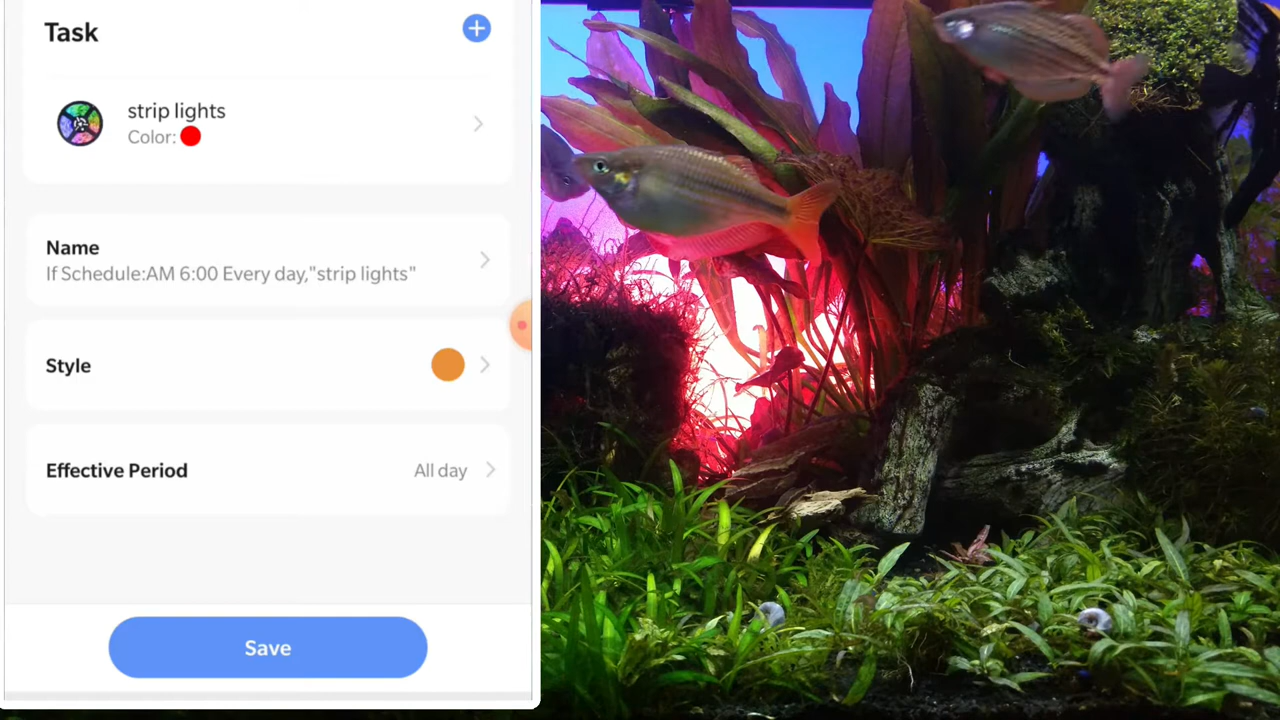 Task
strip lights
Color:
Name
If Schedule:AM 6:00 Every day,"strip lights"
Style
Effective Period
All day
Save